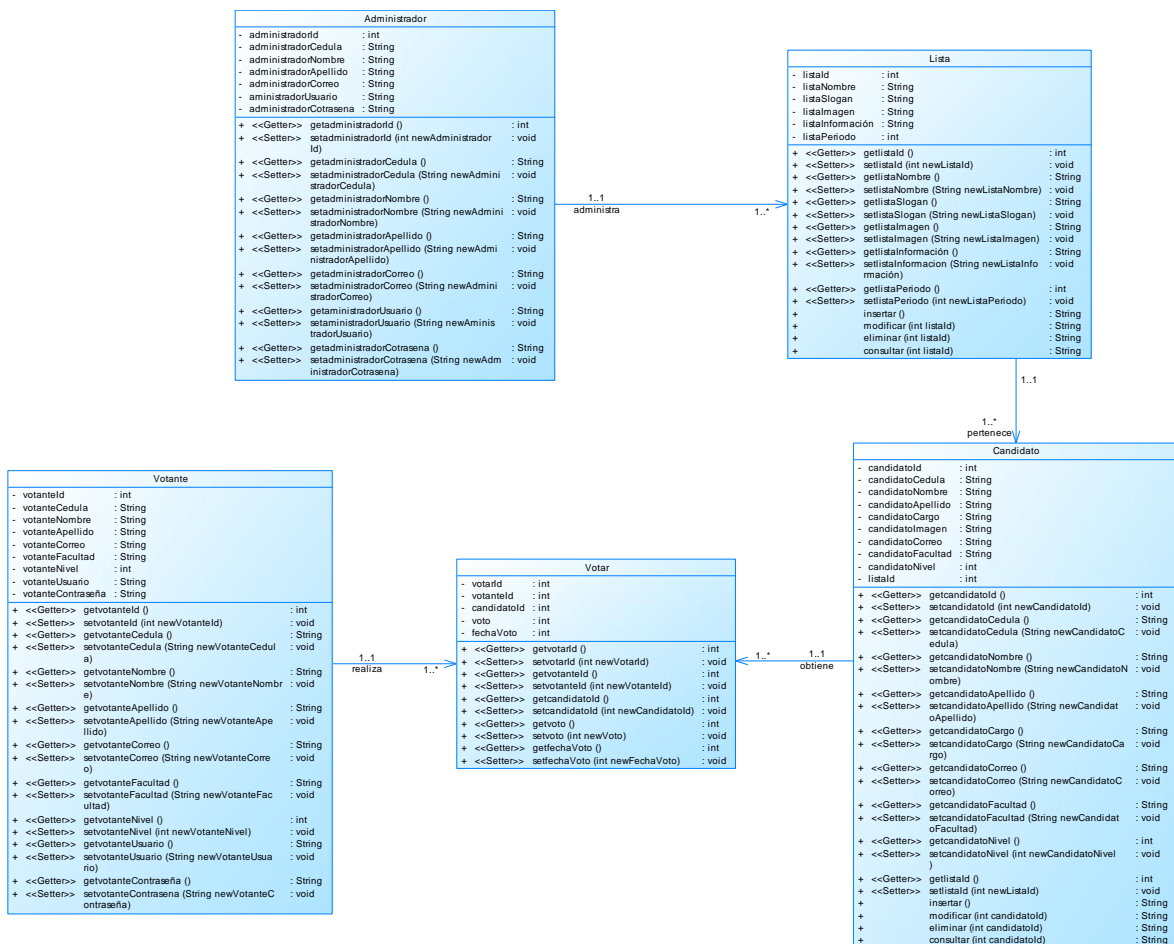 Administrador
- administradorId : int
- administradorCedula : String
- administradorNombre : String
- administradorApellido : String
- administradorCorreo : String
- aministradorUsuario : String
- administradorCotrasena : String
+ <<Getter>> getadministradorId () : int
+ <<Setter>> setadministradorId (int newAdministrador : void
Id)
+ <<Getter>> getadministradorCedula () : String
+ <<Setter>> setadministradorCedula (String newAdmini : void
stradorCedula)
+ <<Getter>> getadministradorNombre () : String
+ <<Setter>> setadministradorNombre (String newAdmini : void
stradorNombre)
+ <<Getter>> getadministradorApellido () : String
+ <<Setter>> setadministradorApellido (String newAdmi : void
nistradorApellido)
+ <<Getter>> getadministradorCorreo () : String
+ <<Setter>> setadministradorCorreo (String newAdmini : void
stradorCorreo)
+ <<Getter>> getaministradorUsuario () : String
+ <<Setter>> setaministradorUsuario (String newAminis : void
tradorUsuario)
+ <<Getter>> getadministradorCotrasena () : String
+ <<Setter>> setadministradorCotrasena (String newAdm : void
inistradorCotrasena)
1..1
administra
1..*
Lista
- listaId : int
- listaNombre : String
- listaSlogan : String
- listaImagen : String
- listaInformación : String
- listaPeriodo : int
+ <<Getter>> getlistaId () : int
+ <<Setter>> setlistaId (int newListaId) : void
+ <<Getter>> getlistaNombre () : String
+ <<Setter>> setlistaNombre (String newListaNombre) : void
+ <<Getter>> getlistaSlogan () : String
+ <<Setter>> setlistaSlogan (String newListaSlogan) : void
+ <<Getter>> getlistaImagen () : String
+ <<Setter>> setlistaImagen (String newListaImagen) : void
+ <<Getter>> getlistaInformación () : String
+ <<Setter>> setlistaInformacion (String newListaInfo : void
rmación)
+ <<Getter>> getlistaPeriodo () : int
+ <<Setter>> setlistaPeriodo (int newListaPeriodo) : void
+ insertar () : String
+ modificar (int listaId) : String
+ eliminar (int listaId) : String
+ consultar (int listaId) : String
1..1
1..*
pertenece
Votante
- votanteId : int
- votanteCedula : String
- votanteNombre : String
- votanteApellido : String
- votanteCorreo : String
- votanteFacultad : String
- votanteNivel : int
- votanteUsuario : String
- votanteContraseña : String
+ <<Getter>> getvotanteId () : int
+ <<Setter>> setvotanteId (int newVotanteId) : void
+ <<Getter>> getvotanteCedula () : String
+ <<Setter>> setvotanteCedula (String newVotanteCedul : void
a)
+ <<Getter>> getvotanteNombre () : String
+ <<Setter>> setvotanteNombre (String newVotanteNombr : void
e)
+ <<Getter>> getvotanteApellido () : String
+ <<Setter>> setvotanteApellido (String newVotanteApe : void
llido)
+ <<Getter>> getvotanteCorreo () : String
+ <<Setter>> setvotanteCorreo (String newVotanteCorre : void
o)
+ <<Getter>> getvotanteFacultad () : String
+ <<Setter>> setvotanteFacultad (String newVotanteFac : void
ultad)
+ <<Getter>> getvotanteNivel () : int
+ <<Setter>> setvotanteNivel (int newVotanteNivel) : void
+ <<Getter>> getvotanteUsuario () : String
+ <<Setter>> setvotanteUsuario (String newVotanteUsua : void
rio)
+ <<Getter>> getvotanteContraseña () : String
+ <<Setter>> setvotanteContrasena (String newVotanteC : void
ontraseña)
1..1
realiza
1..*
Votar
- votarId : int
- votanteId : int
- candidatoId : int
- voto : int
- fechaVoto : int
+ <<Getter>> getvotarId () : int
+ <<Setter>> setvotarId (int newVotarId) : void
+ <<Getter>> getvotanteId () : int
+ <<Setter>> setvotanteId (int newVotanteId) : void
+ <<Getter>> getcandidatoId () : int
+ <<Setter>> setcandidatoId (int newCandidatoId) : void
+ <<Getter>> getvoto () : int
+ <<Setter>> setvoto (int newVoto) : void
+ <<Getter>> getfechaVoto () : int
+ <<Setter>> setfechaVoto (int newFechaVoto) : void
1..*
1..1
obtiene
Candidato
- candidatoId : int
- candidatoCedula : String
- candidatoNombre : String
- candidatoApellido : String
- candidatoCargo : String
- candidatoImagen : String
- candidatoCorreo : String
- candidatoFacultad : String
- candidatoNivel : int
- listaId : int
+ <<Getter>> getcandidatoId () : int
+ <<Setter>> setcandidatoId (int newCandidatoId) : void
+ <<Getter>> getcandidatoCedula () : String
+ <<Setter>> setcandidatoCedula (String newCandidatoC : void
edula)
+ <<Getter>> getcandidatoNombre () : String
+ <<Setter>> setcandidatoNombre (String newCandidatoN : void
ombre)
+ <<Getter>> getcandidatoApellido () : String
+ <<Setter>> setcandidatoApellido (String newCandidat : void
oApellido)
+ <<Getter>> getcandidatoCargo () : String
+ <<Setter>> setcandidatoCargo (String newCandidatoCa : void
rgo)
+ <<Getter>> getcandidatoCorreo () : String
+ <<Setter>> setcandidatoCorreo (String newCandidatoC : void
orreo)
+ <<Getter>> getcandidatoFacultad () : String
+ <<Setter>> setcandidatoFacultad (String newCandidat : void
oFacultad)
+ <<Getter>> getcandidatoNivel () : int
+ <<Setter>> setcandidatoNivel (int newCandidatoNivel : void
)
+ <<Getter>> getlistaId () : int
+ <<Setter>> setlistaId (int newListaId) : void
+ insertar () : String
+ modificar (int candidatoId) : String
+ eliminar (int candidatoId) : String
+ consultar (int candidatoId) : String